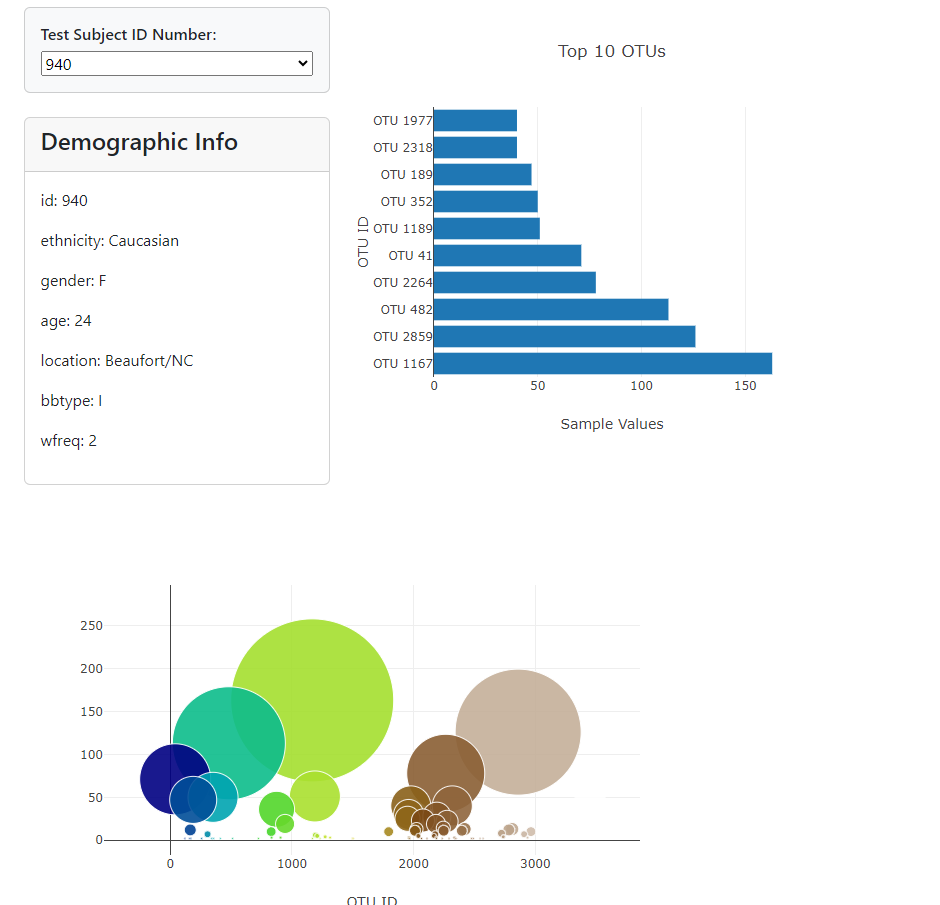 Test Subject ID Number:
940
Demographic Info
id: 940
ethnicity: Caucasian
gender: F
age: 24
location: Beaufort/NC
bbtype: I
wfreq: 2
Top 10 OTUs
OTU ID
OTU 1977
OTU 2318
OTU 189
OTU 352
OTU 1189
OTU 41
OTU 2264
OTU 482
OTU 2859
OTU 1167
0 50 100 150
Sample Values
250
200
150
100
50
0
0 1000 2000 3000
OTU ID